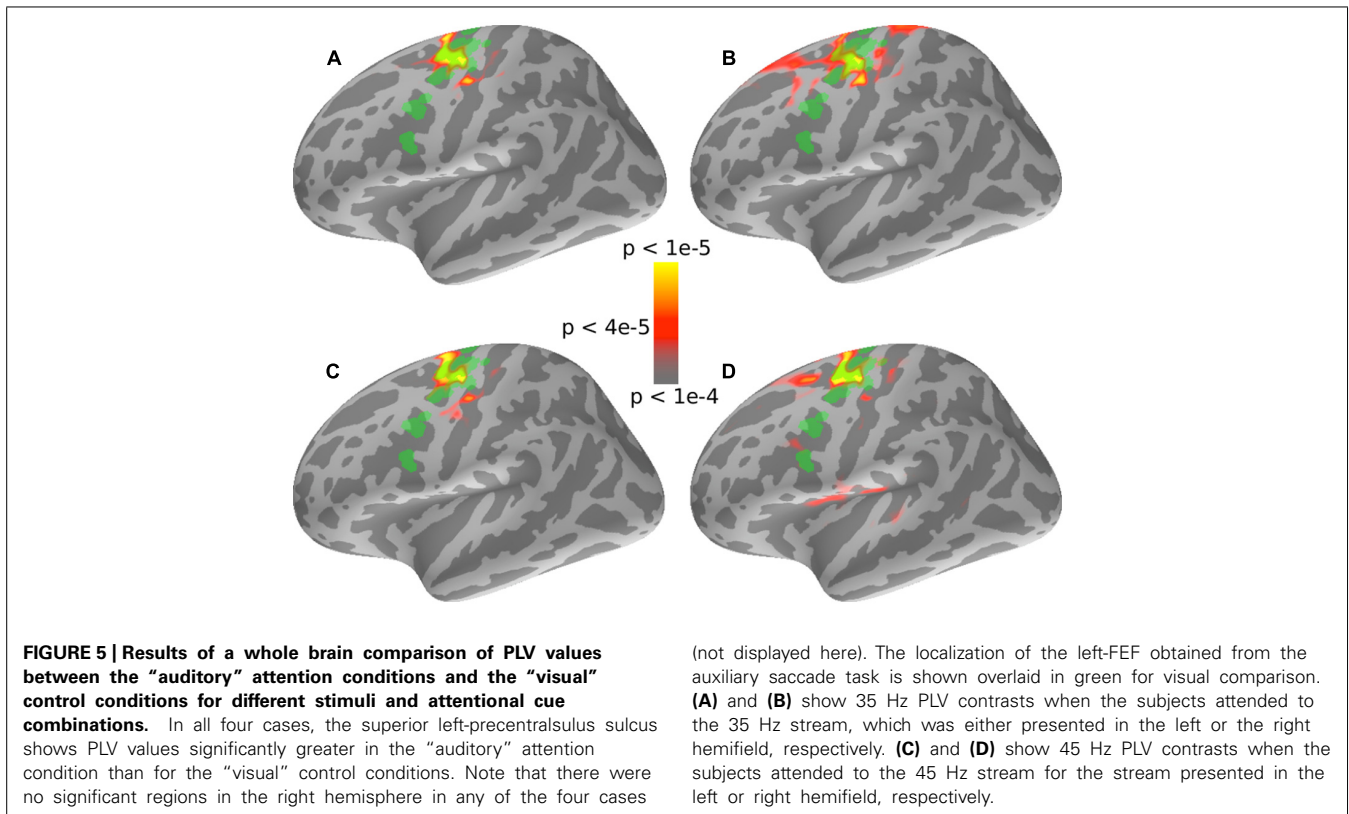 A
B
p < 1e-5
p < 4e-5
p < 1e-4
C
D
FIGURE 5 | Results of a whole brain comparison of PLV values
between the “auditory” attention conditions and the “visual”
control conditions for different stimuli and attentional cue
combinations. In all four cases, the superior left-precentralsulus sulcus
shows PLV values significantly greater in the “auditory” attention
condition than for the “visual” control conditions. Note that there were
no significant regions in the right hemisphere in any of the four cases
(not displayed here). The localization of the left-FEF obtained from the
auxiliary saccade task is shown overlaid in green for visual comparison.
(A) and (B) show 35 Hz PLV contrasts when the subjects attended to
the 35 Hz stream, which was either presented in the left or the right
hemifield, respectively. (C) and (D) show 45 Hz PLV contrasts when the
subjects attended to the 45 Hz stream for the stream presented in the
left or right hemifield, respectively.